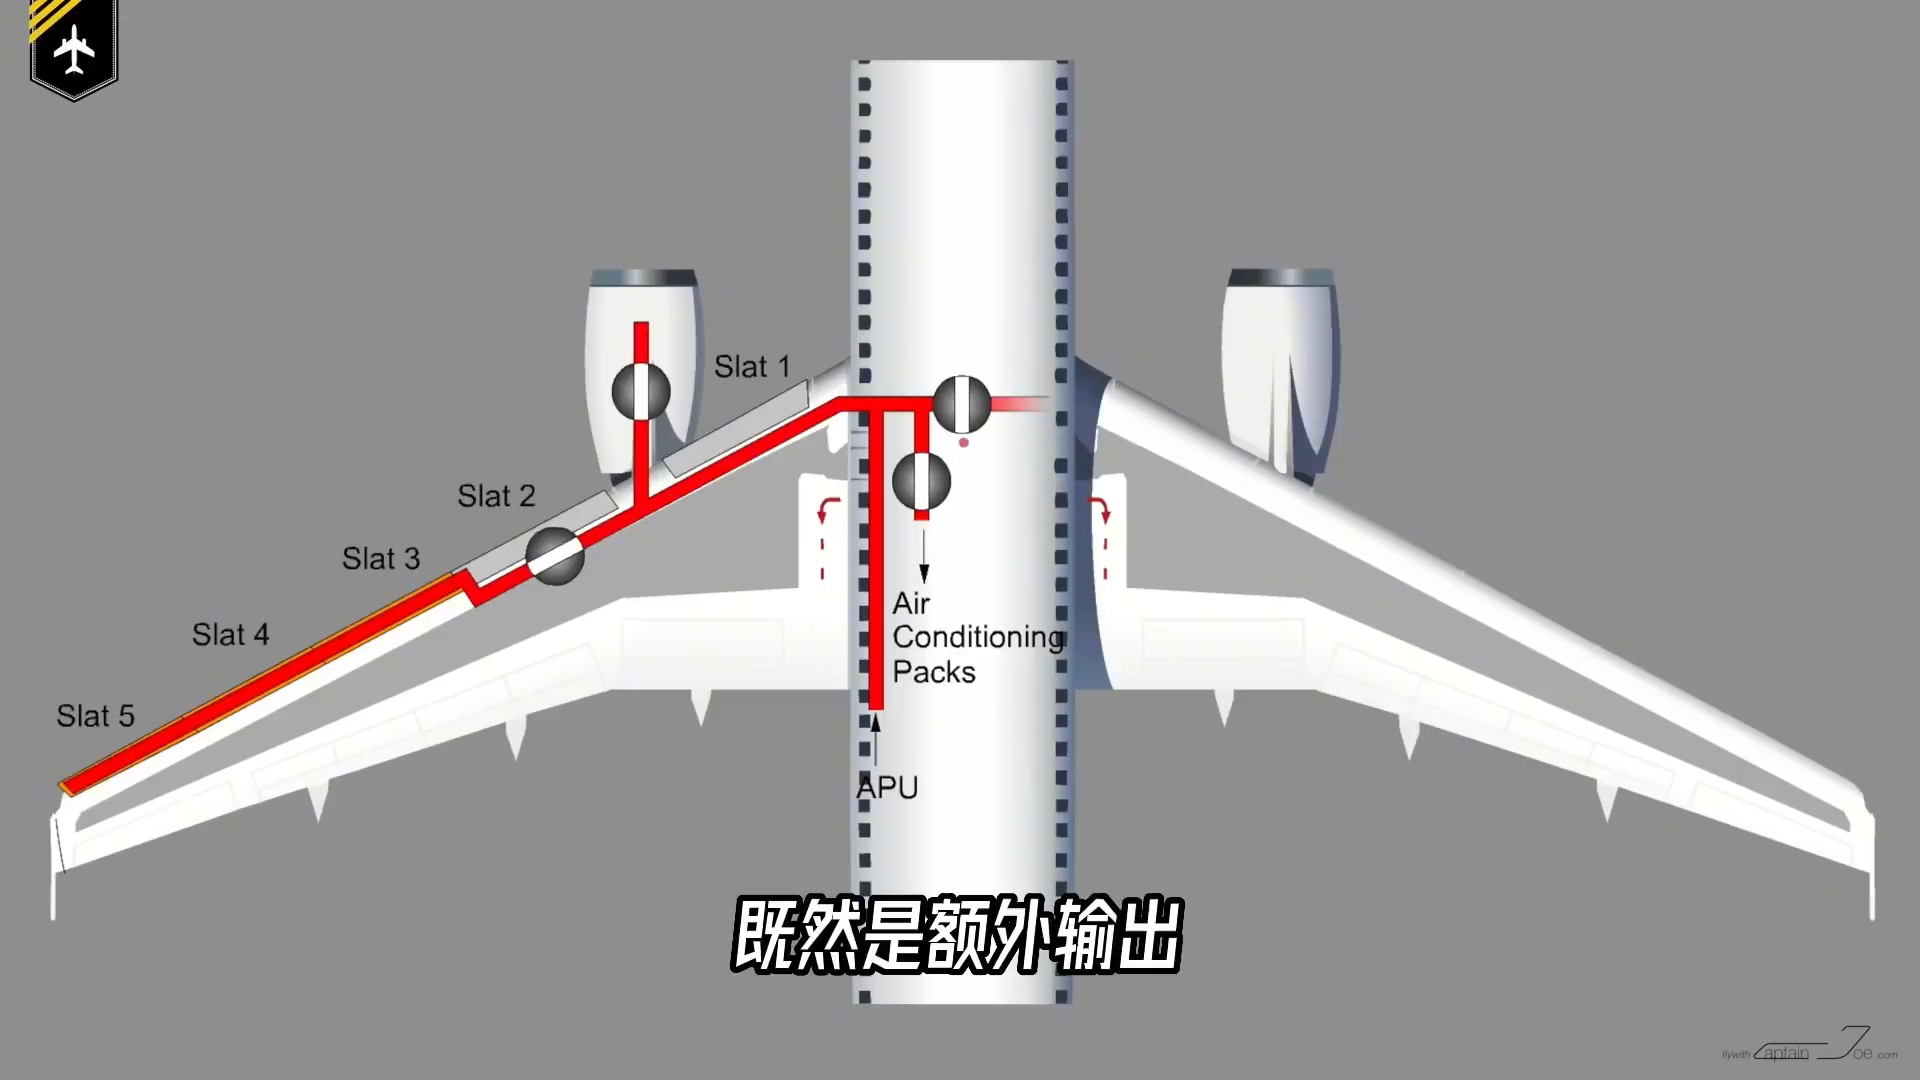 Slat 1
Slat 2
Slat 3
Slat 4
Slat 5
Air
Conditioning
Packs
APU
既然是额外输出
flywith Captain Joe .com